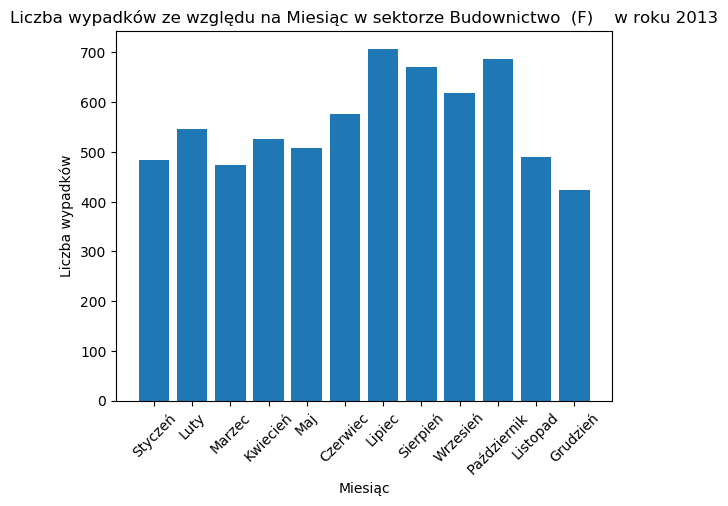 Liczba wypadków ze względu na Miesiąc w sektorze Budownictwo  (F)    w roku 2013
700
600
500
400
300
200
100
0
Liczba wypadków
Styczeń
Luty
Marzec
Kwiecień
Maj
Czerwiec
Lipiec
Sierpień
Wrzesień
Październik
Listopad
Grudzień
Miesiąc